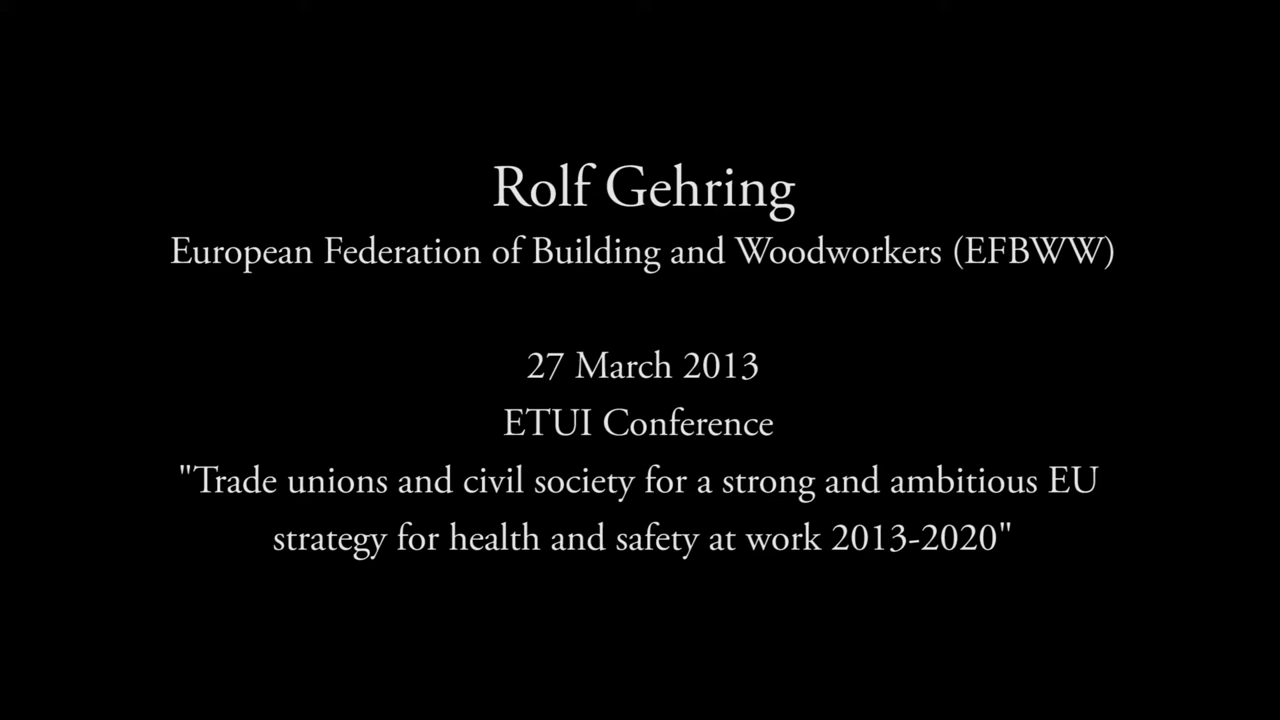 Rolf Gehring
European Federation of Building and Woodworkers (EFBWW)
27 March 2013
ETUI Conference
"Trade unions and civil society for a strong and ambitious EU
strategy for health and safety at work 2013-2020"